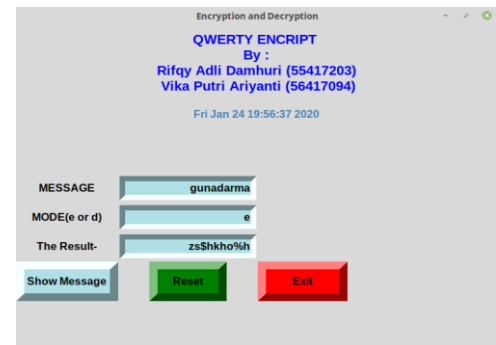 Encryption and Decryption
QWERTY ENCRIPT
By :
Rifqy Adli Damhuri (55417203)
Vika Putri Ariyanti (56417094)
Fri Jan 24 19:56:37 2020
MESSAGE gunadarma
MODE(e or d) e
The Result- zs$hkho%h
Show Message Reset Exit